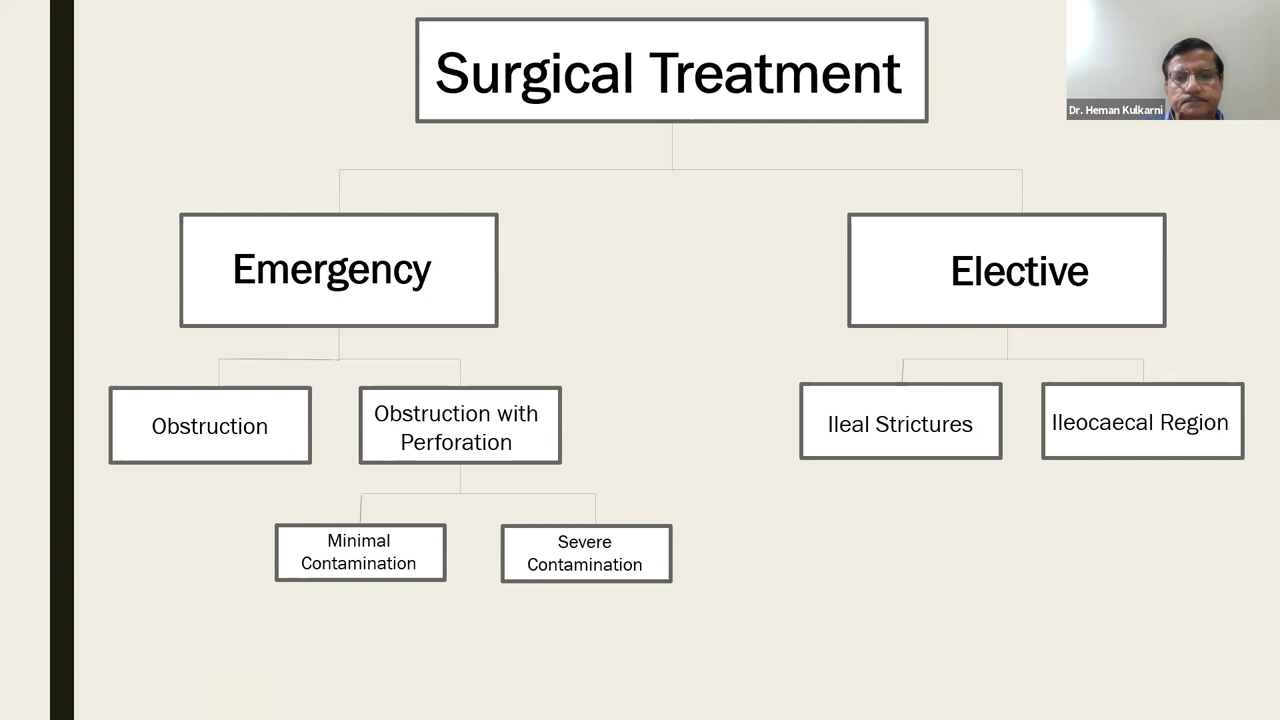 Surgical Treatment
Dr. Heman Kulkarni
Emergency
Elective
Obstruction
Obstruction with
Perforation
Ileal Strictures
Ileocaecal Region
Minimal
Contamination
Severe
Contamination